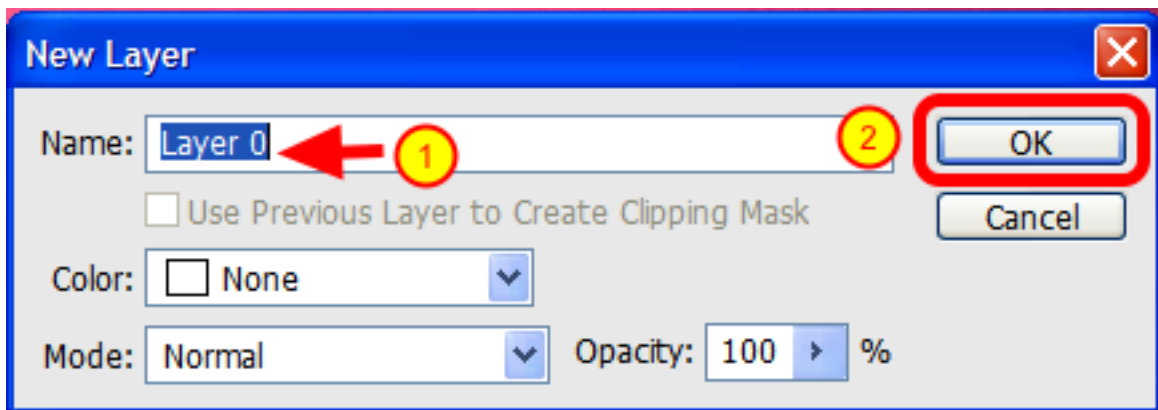 New Layer
Name: Layer 0 1 2 OK
Use Previous Layer to Create Clipping Mask Cancel
Color: None
Mode: Normal Opacity: 100 %